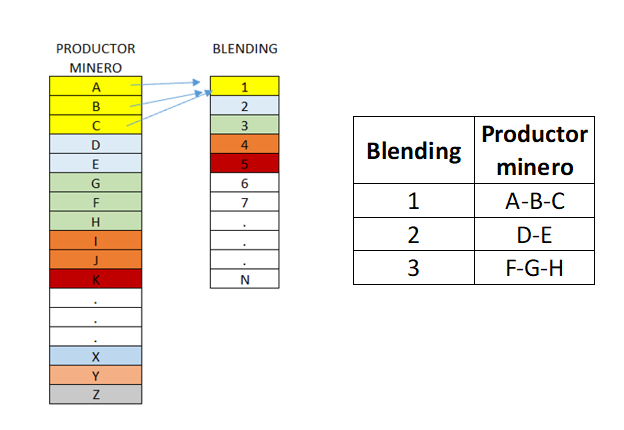 PRODUCTOR
MINERO
A
B
C
D
E
G
F
H
I
J
K
.
.
.
X
Y
Z
BLENDING
1
2
3
4
5
6
7
.
.
.
N
Blending Productor minero
1 A-B-C
2 D-E
3 F-G-H